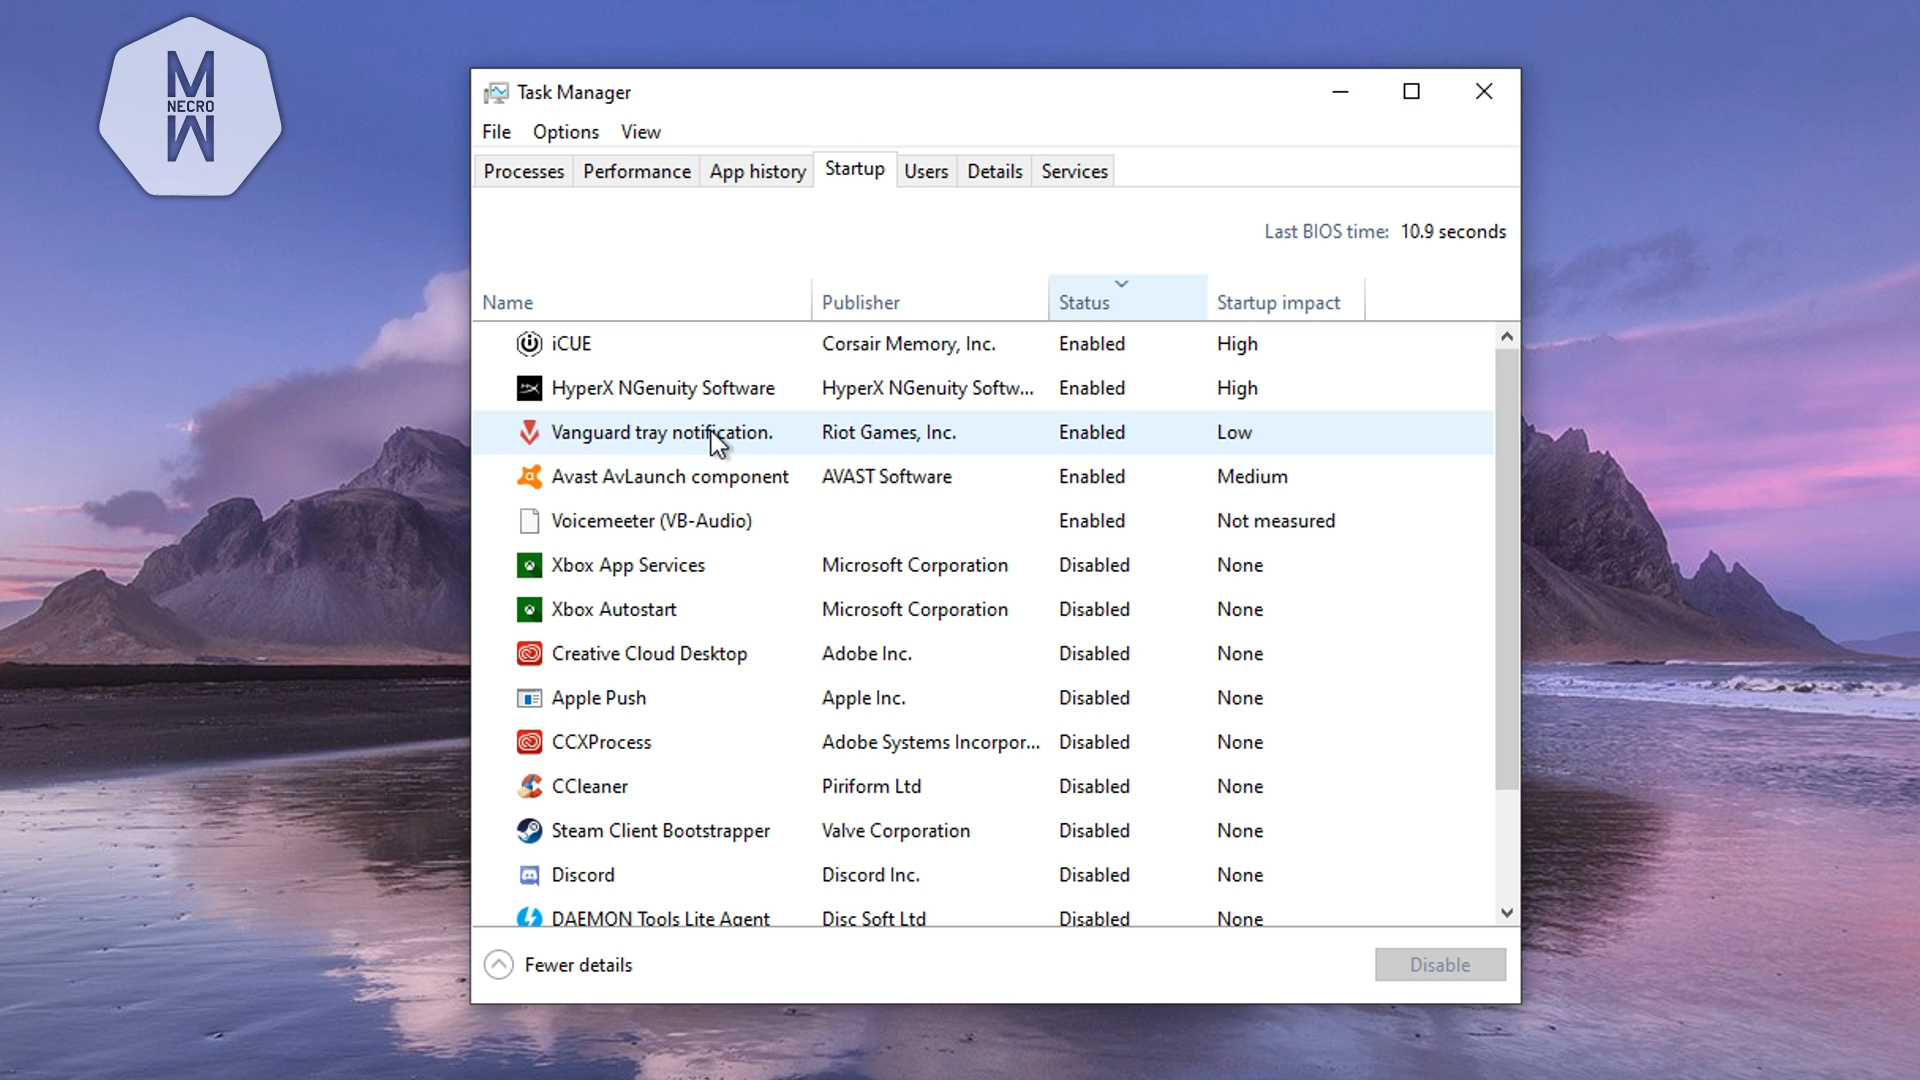 M
NECRO
M
Task Manager
File Options View
Processes Performance App history Startup Users Details Services
Last BIOS time: 10.9 seconds
Name Publisher Status Startup impact
iCUE Corsair Memory, Inc. Enabled High
HyperX NGenuity Software HyperX NGenuity Softw... Enabled High
Vanguard tray notification. Riot Games, Inc. Enabled Low
Avast AvLaunch component AVAST Software Enabled Medium
Voicemeeter (VB-Audio) Enabled Not measured
Xbox App Services Microsoft Corporation Disabled None
Xbox Autostart Microsoft Corporation Disabled None
Creative Cloud Desktop Adobe Inc. Disabled None
Apple Push Apple Inc. Disabled None
CCXProcess Adobe Systems Incorpor... Disabled None
CCleaner Piriform Ltd Disabled None
Steam Client Bootstrapper Valve Corporation Disabled None
Discord Discord Inc. Disabled None
DAEMON Tools Lite Agent Disc Soft Ltd Disabled None
Fewer details Disable